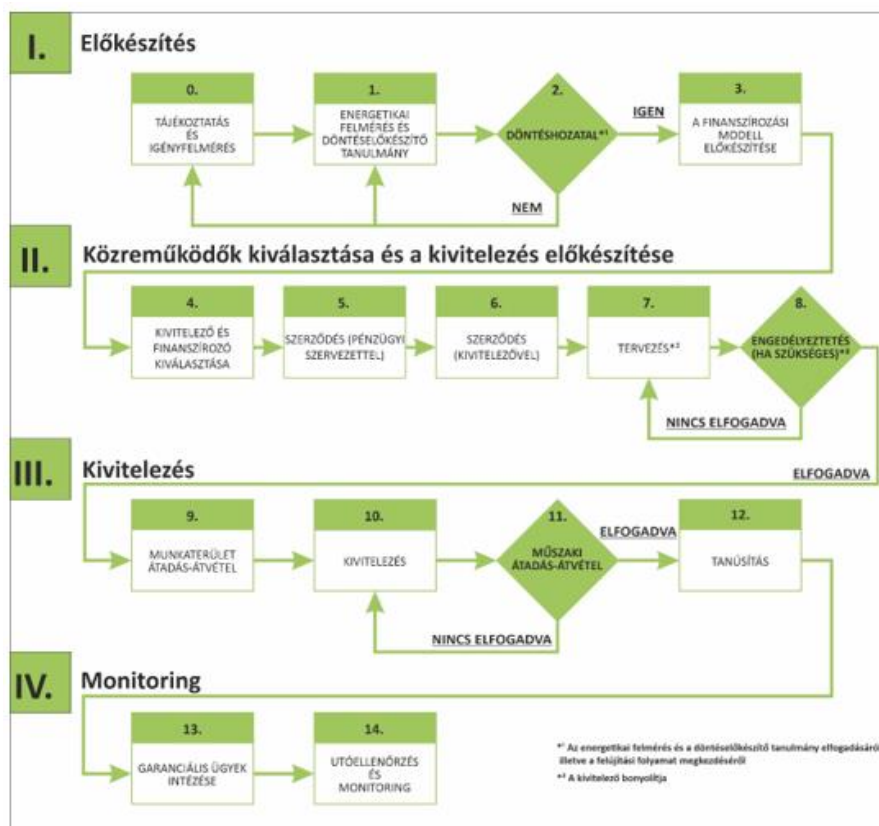 I. Előkészítés
0.
TÁJÉKOZTATÁS
ÉS
IGÉNYFELMÉRÉS
1.
ENERGETIKAI
FELMÉRÉS ÉS
DÖNTÉSELŐKÉSZÍTŐ
TANULMÁNY
2.
DÖNTÉSHOZATAL*1
IGEN
3.
A FINANSZÍROZÁSI
MODELL
ELŐKÉSZÍTÉSE
NEM
II. Közreműködők kiválasztása és a kivitelezés előkészítése
4.
KIVITELEZŐ ÉS
FINANSZÍROZÓ
KIVÁLASZTÁSA
5.
SZERZŐDÉS (PÉNZÜGYI
SZERVEZETTEL)
6.
SZERZŐDÉS
(KIVITELEZŐVEL)
7.
TERVEZÉS*2
8.
ENGEDÉLYEZTETÉS
(HA SZÜKSÉGES)
NINCS ELFOGADVA
ELFOGADVA
III. Kivitelezés
9.
MUNKATERÜLET
ÁTADÁS-ÁTVÉTEL
10.
KIVITELEZÉS
11.
MŰSZAKI
ÁTADÁS-ÁTVÉTEL
ELFOGADVA
12.
TANÚSÍTÁS
NINCS ELFOGADVA
IV. Monitoring
13.
GARANCIÁLIS ÜGYEK
INTÉZÉSE
14.
UTÓELLENŐRZÉS
ÉS
MONITORING
*1 Az energetikai felmérés és a döntéselőkészítő tanulmány elfogadásáró
illetve a felújítási folyamat megkezdéséről
*2 A kivitelező bonyolítja